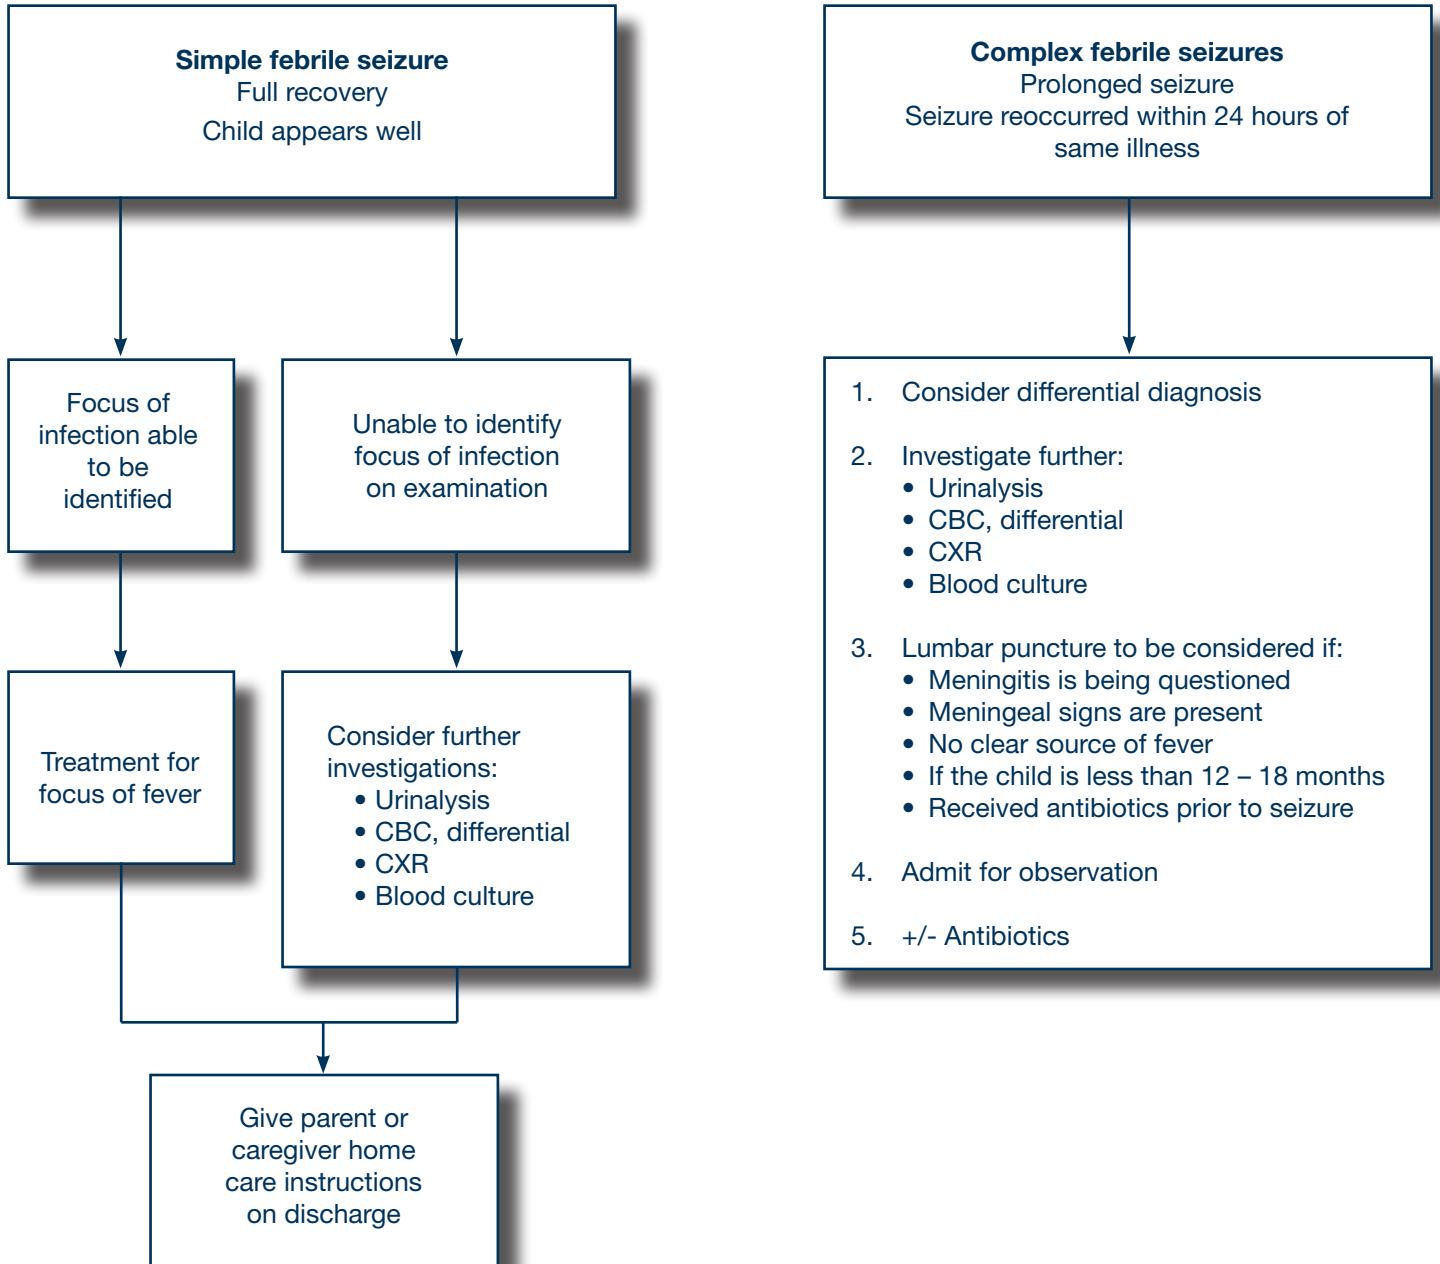 Simple febrile seizure
Full recovery
Child appears well
Focus of
infection able
to be
identified
Unable to identify
focus of infection
on examination
Treatment for
focus of fever
Consider further
investigations:
• Urinalysis
• CBC, differential
• CXR
• Blood culture
Give parent or
caregiver home
care instructions
on discharge
Complex febrile seizures
Prolonged seizure
Seizure reoccurred within 24 hours of
same illness
1. Consider differential diagnosis
2. Investigate further:
• Urinalysis
• CBC, differential
• CXR
• Blood culture
3. Lumbar puncture to be considered if:
• Meningitis is being questioned
• Meningeal signs are present
• No clear source of fever
• If the child is less than 12 – 18 months
• Received antibiotics prior to seizure
4. Admit for observation
5. +/- Antibiotics